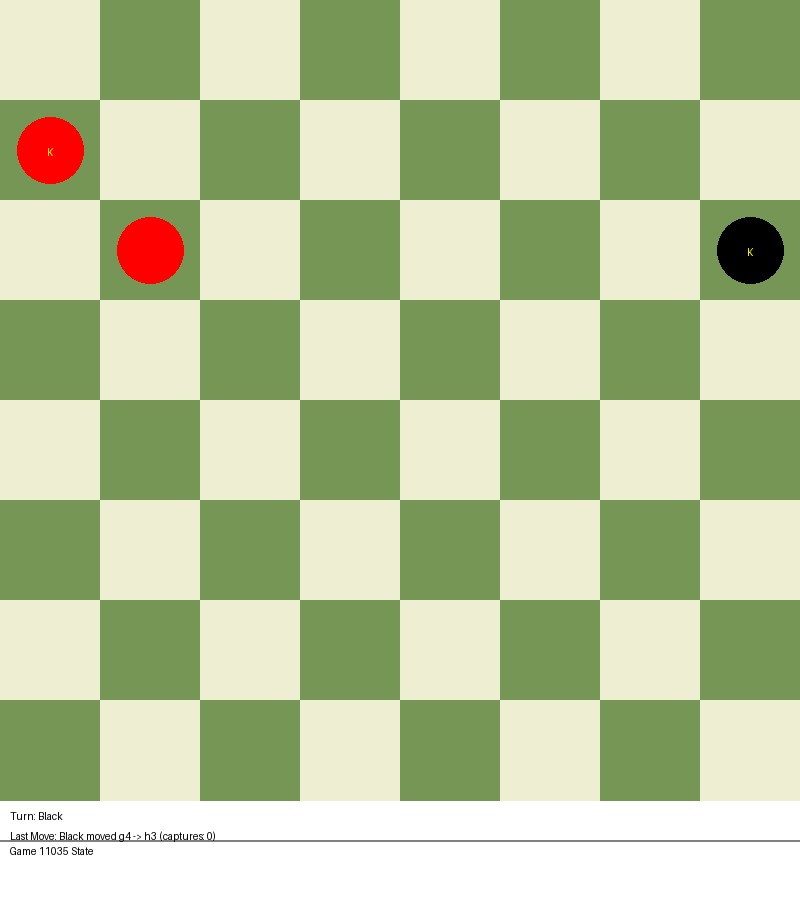 K
K
Turn: Black
Last Move: Black moved g4 -> h3 (captures: 0)
Game 11035 State